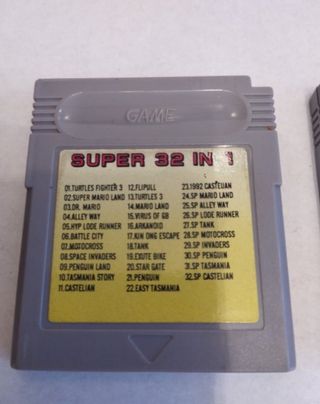 GAME
SUPER 32 IN 1
01.TURTLES FIGHTER 3
02.SUPER MARIO LAND
03.DR. MARIO
04.ALLEY WAY
05.HYP LODE RUNNER
06.BATTLE CITY
07.MOTOCROSS
08.SPACE INVADERS
09.PENGUIN LAND
10.TASMANIA STORY
11.CASTELIAN
12.FLIPULL
13.TURTLES 3
14.MARIO LAND
15.VIRUS OF GB
16.ARKANOID
17.KIN ONG ESCAPE
18.TANK
19.EXUTE BIKE
20.STAR GATE
21.PENGUIN
22.EASY TASMANIA
23.1992 CASTELIAN
24.SP MARIO LAND
25.SP ALLEY WAY
26.SP LODE RUNNER
27.SP TANK
28.SP MOTOCROSS
29.SP INVADERS
30.SP PENGUIN
31.SP TASMANIA
32.SP CASTELIAN